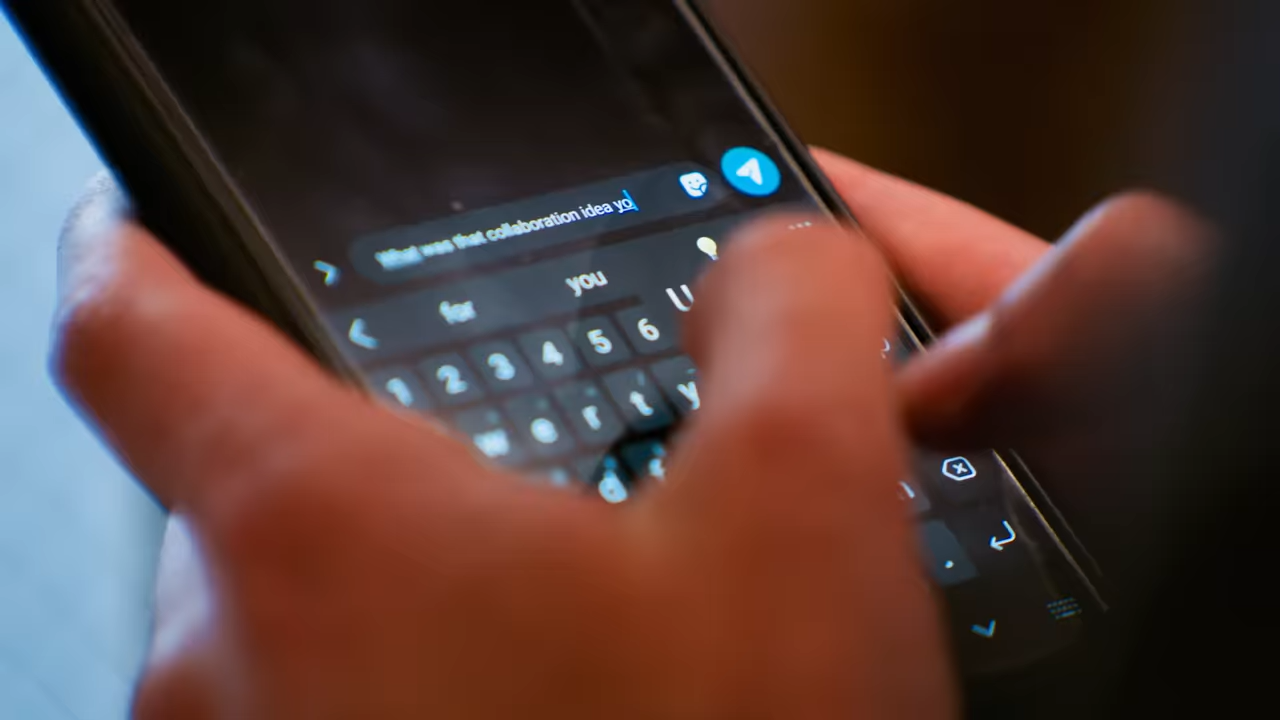 What was that collaboration idea yo
for you U
1 2 3 4 5 6
w e r t y
d f
n
.